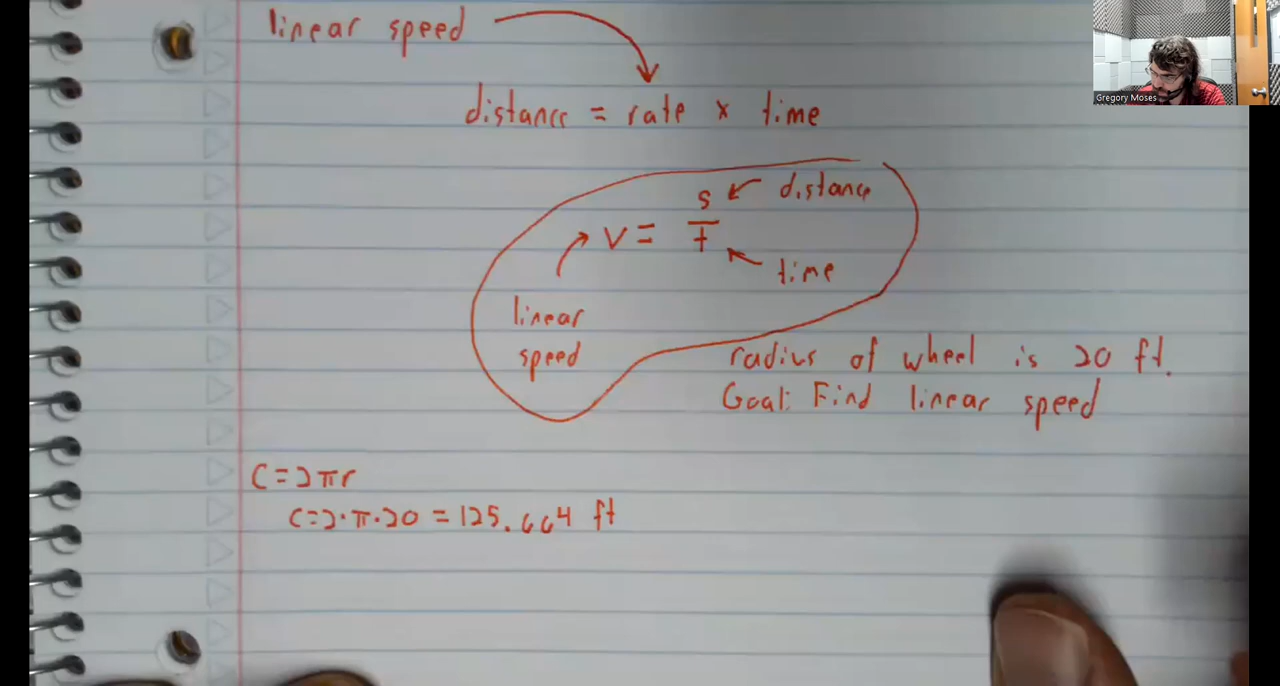 linear speed
Gregory Moses
distance = rate x time
s
distance
v =
t
time
linear
speed
radius of wheel is 20 ft.
Goal: Find linear speed
C=2πr
C=2·π·20 = 125.664 ft